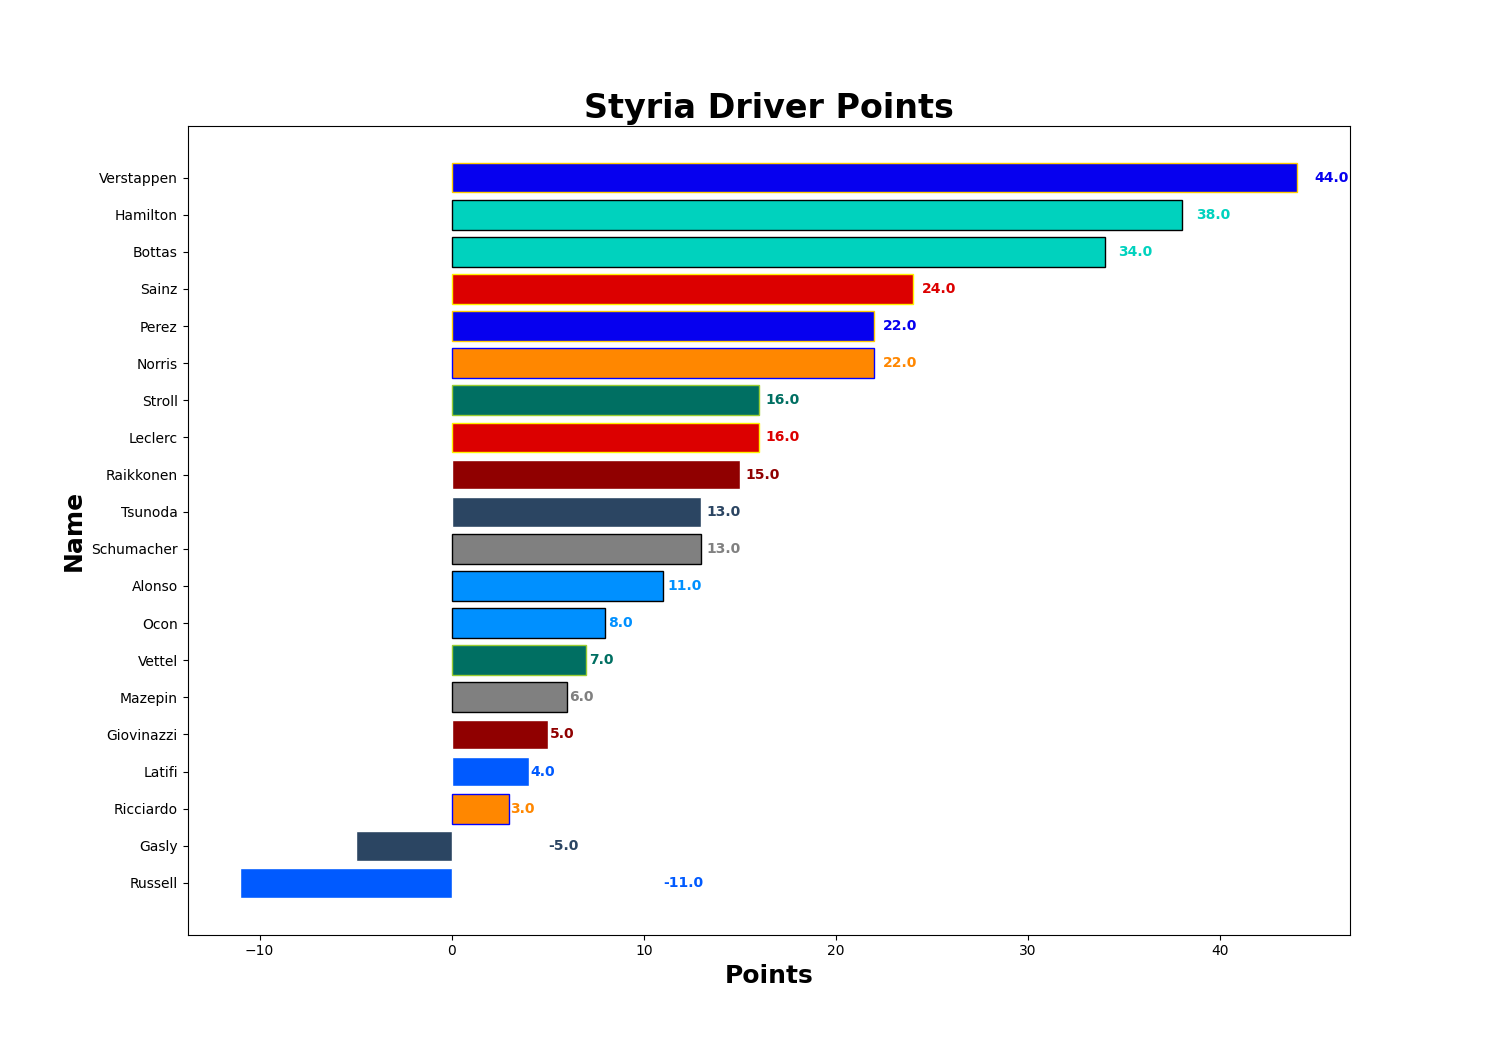 Styria Driver Points
Name
Verstappen 44.0
Hamilton 38.0
Bottas 34.0
Sainz 24.0
Perez 22.0
Norris 22.0
Stroll 16.0
Leclerc 16.0
Raikkonen 15.0
Tsunoda 13.0
Schumacher 13.0
Alonso 11.0
Ocon 8.0
Vettel 7.0
Mazepin 6.0
Giovinazzi 5.0
Latifi 4.0
Ricciardo 3.0
Gasly -5.0
Russell -11.0
−10 0 10 20 30 40
Points